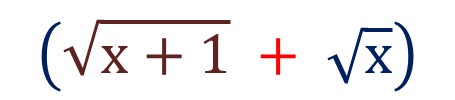 (√x + 1 + √x)